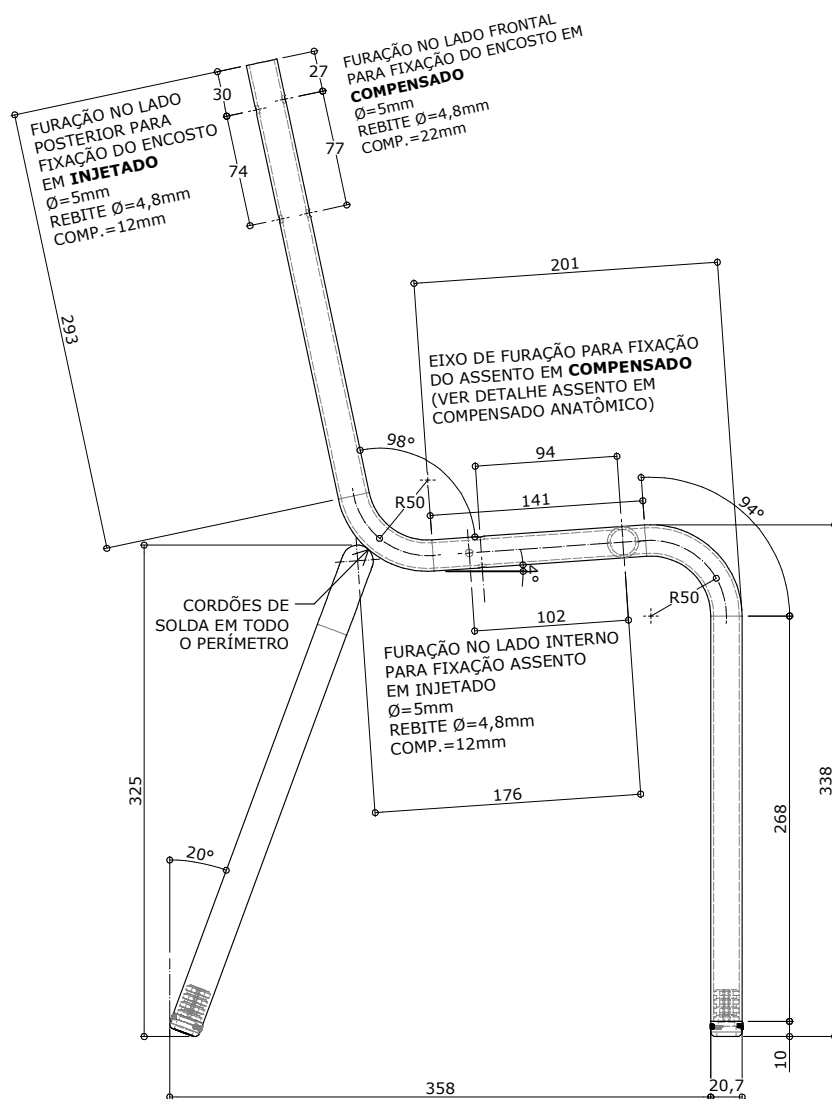 FURAÇÃO NO LADO FRONTAL
PARA FIXAÇÃO DO ENCOSTO EM
COMPENSADO
Ø=5mm
REBITE Ø=4,8mm
COMP.=22mm
27
30
77
74
FURAÇÃO NO LADO
POSTERIOR PARA
FIXAÇÃO DO ENCOSTO
EM INJETADO
Ø=5mm
REBITE Ø=4,8mm
COMP.=12mm
293
201
EIXO DE FURAÇÃO PARA FIXAÇÃO
DO ASSENTO EM COMPENSADO
(VER DETALHE ASSENTO EM
COMPENSADO ANATÔMICO)
98°
94
R50
141
94°
4°
R50
102
CORDÕES DE
SOLDA EM TODO
O PERÍMETRO
FURAÇÃO NO LADO INTERNO
PARA FIXAÇÃO ASSENTO
EM INJETADO
Ø=5mm
REBITE Ø=4,8mm
COMP.=12mm
176
325
20°
268
338
10
358
20,7